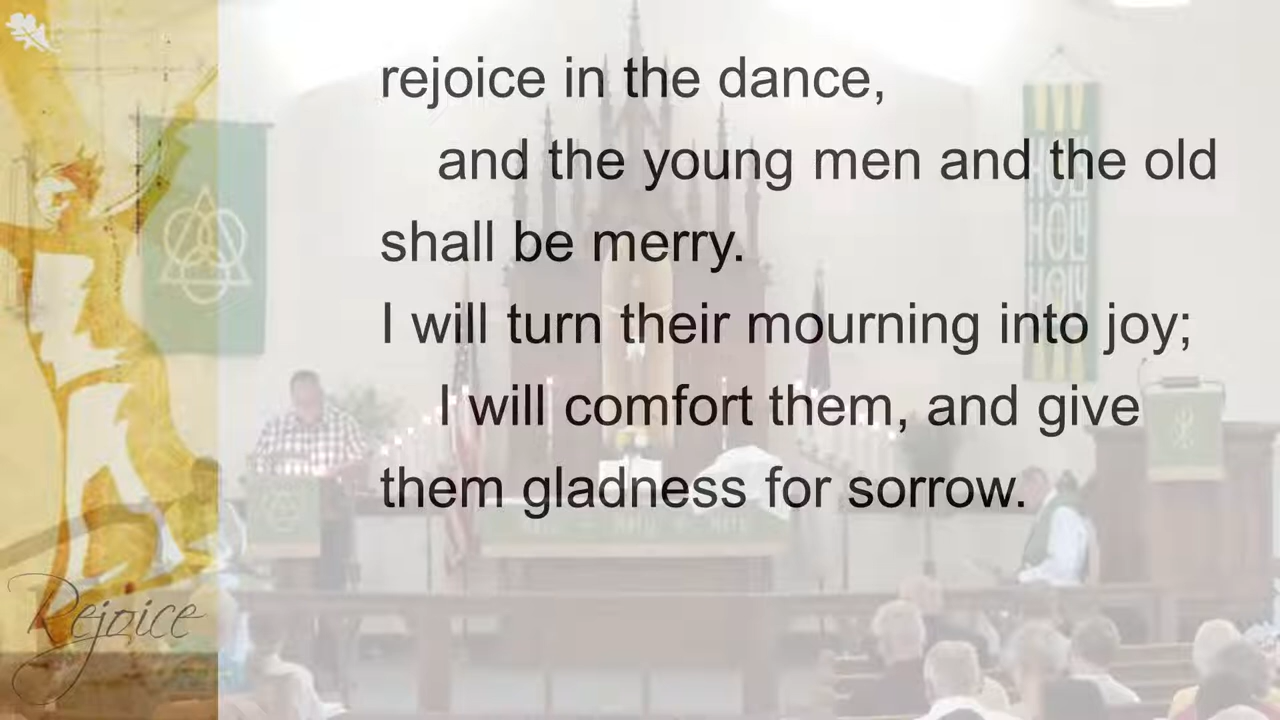 rejoice in the dance,
and the young men and the old
shall be merry.
I will turn their mourning into joy;
I will comfort them, and give
them gladness for sorrow.
HOLY
HOLY
HOLY
Rejoice